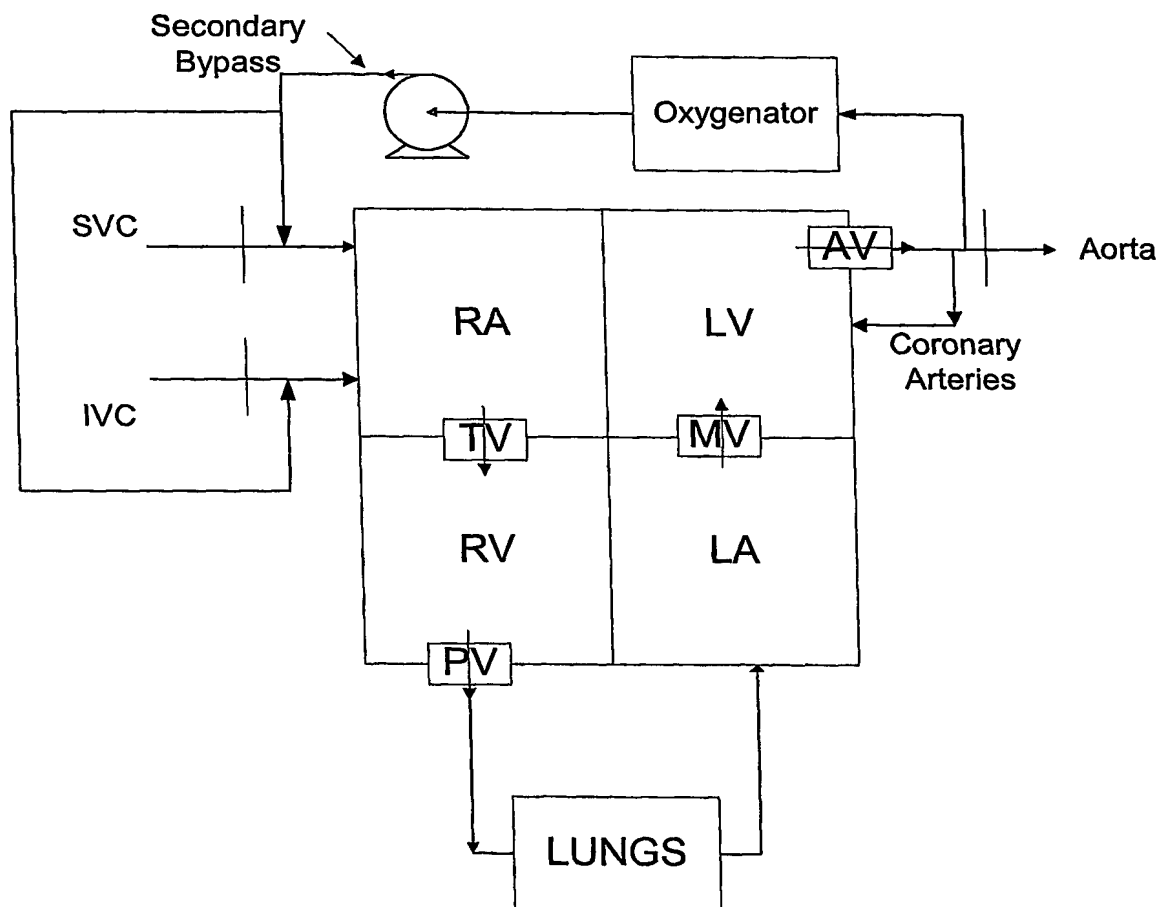 Secondary
Bypass
Oxygenator
SVC
AV
Aorta
RA
LV
Coronary
Arteries
IVC
TV
MV
RV
LA
PV
LUNGS